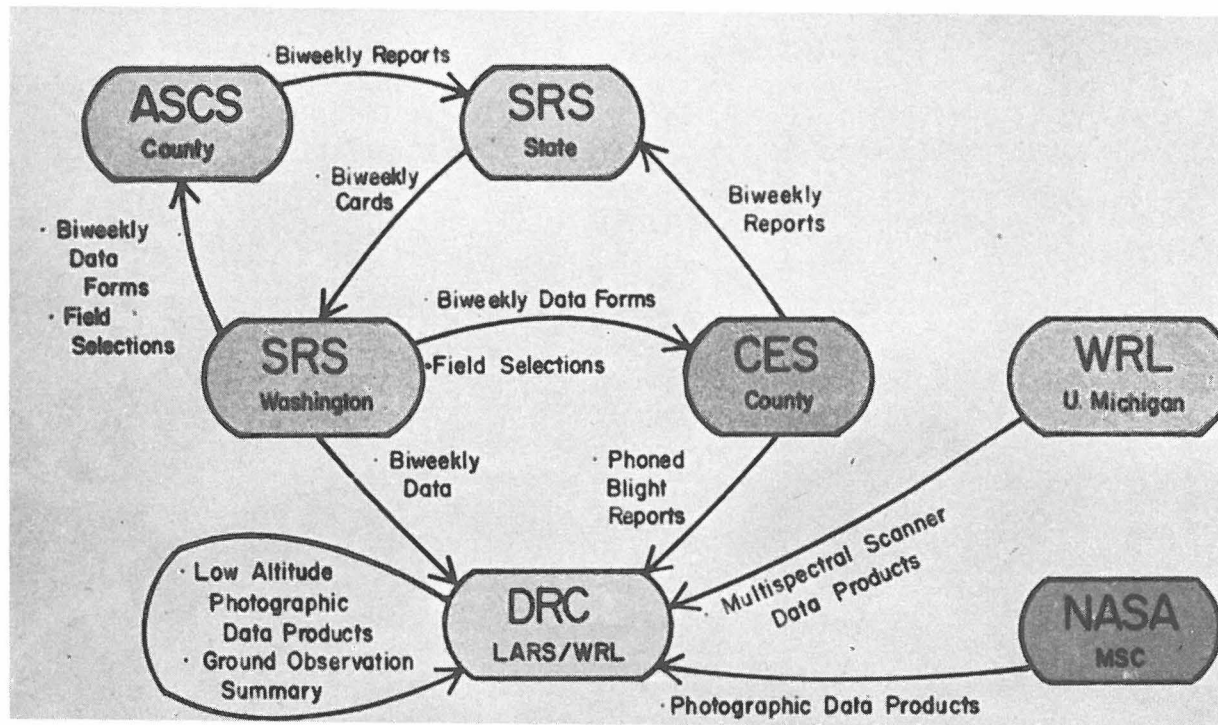 · Biweekly Reports
ASCS
County
SRS
State
· Biweekly
Cards
Biweekly
Reports
· Biweekly
Data
Forms
· Field
Selections
· Biweekly Data Forms
· Field Selections
SRS
Washington
CES
County
WRL
U. Michigan
· Biweekly
Data
· Phoned
Blight
Reports
· Multispectral Scanner
Data Products
· Low Altitude
Photographic
Data Products
· Ground Observation
Summary
DRC
LARS/WRL
NASA
MSC
· Photographic Data Products